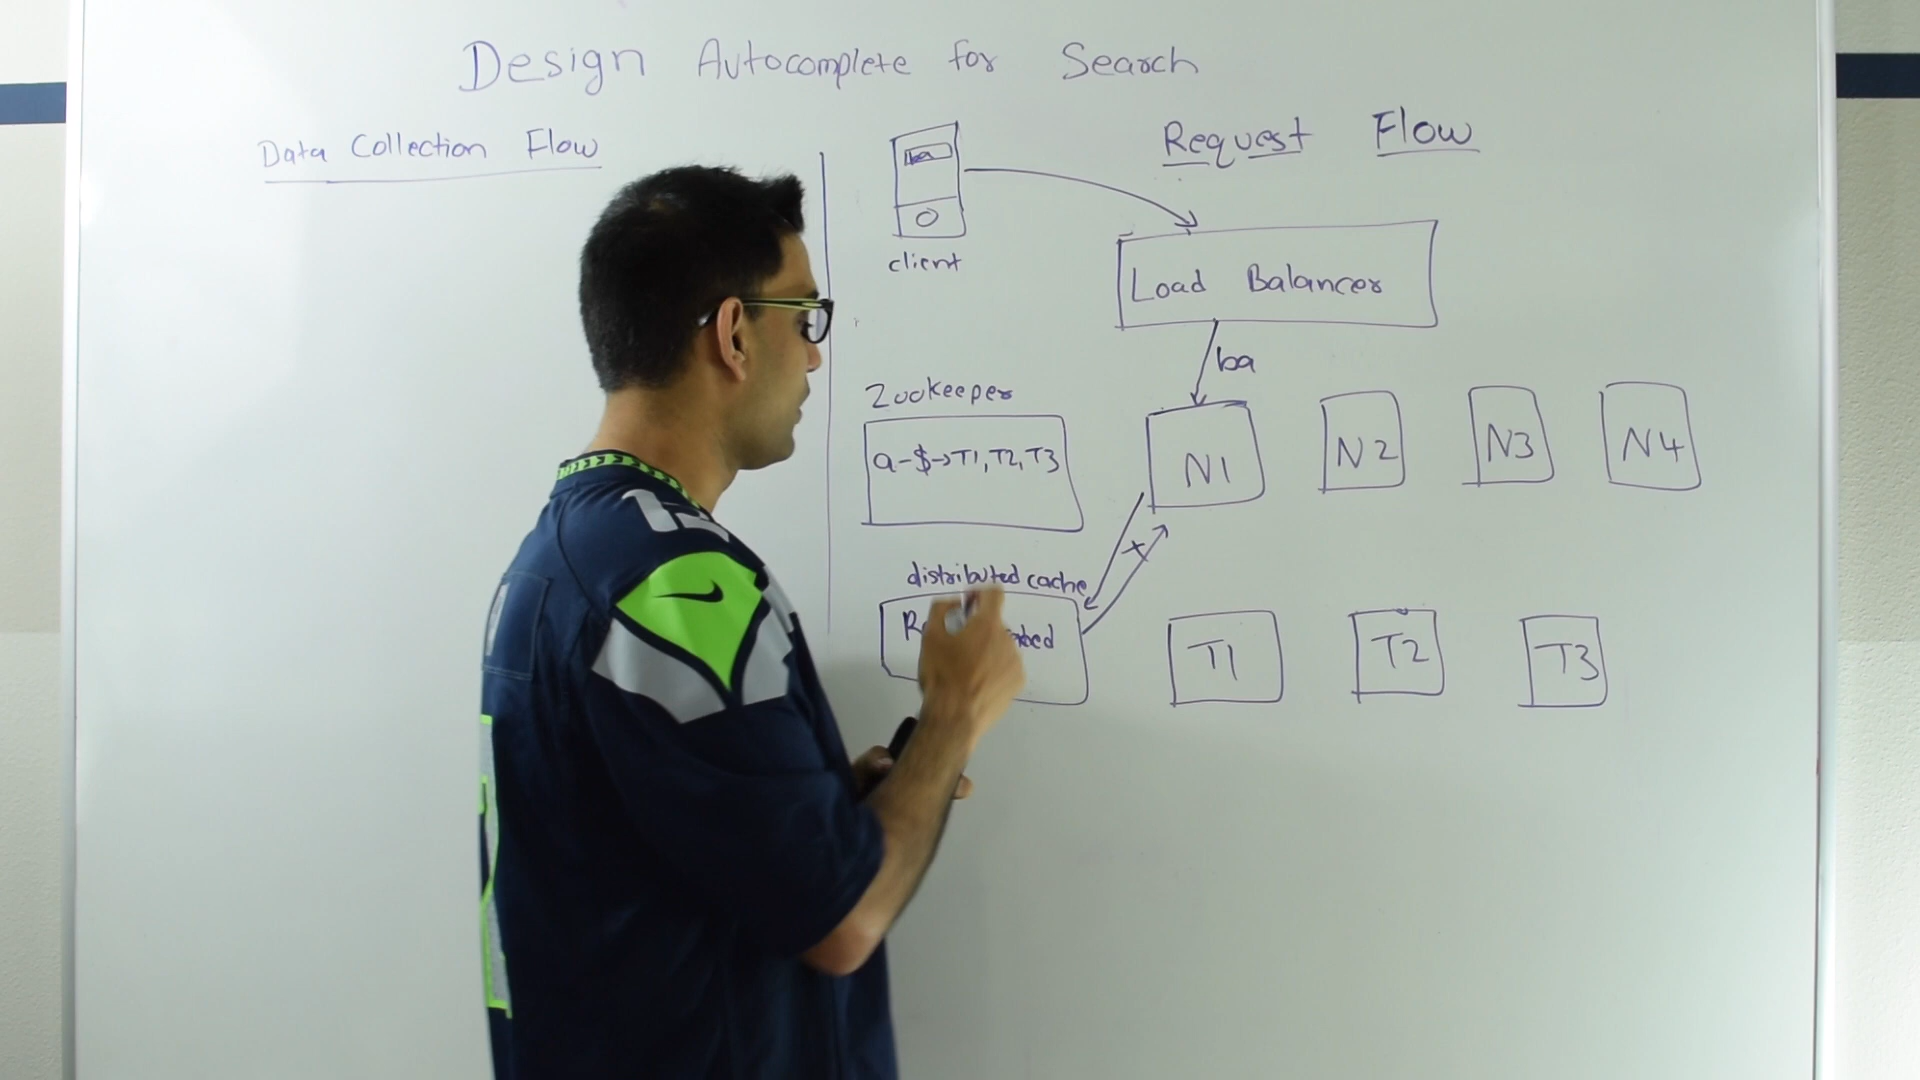 Design Autocomplete for Search
Data Collection Flow
Request Flow
ba
client
Load Balancer
ba
Zookeeper
a-$→T1, T2, T3
N1
N2
N3
N4
distributed cache
x
T1
T2
T3